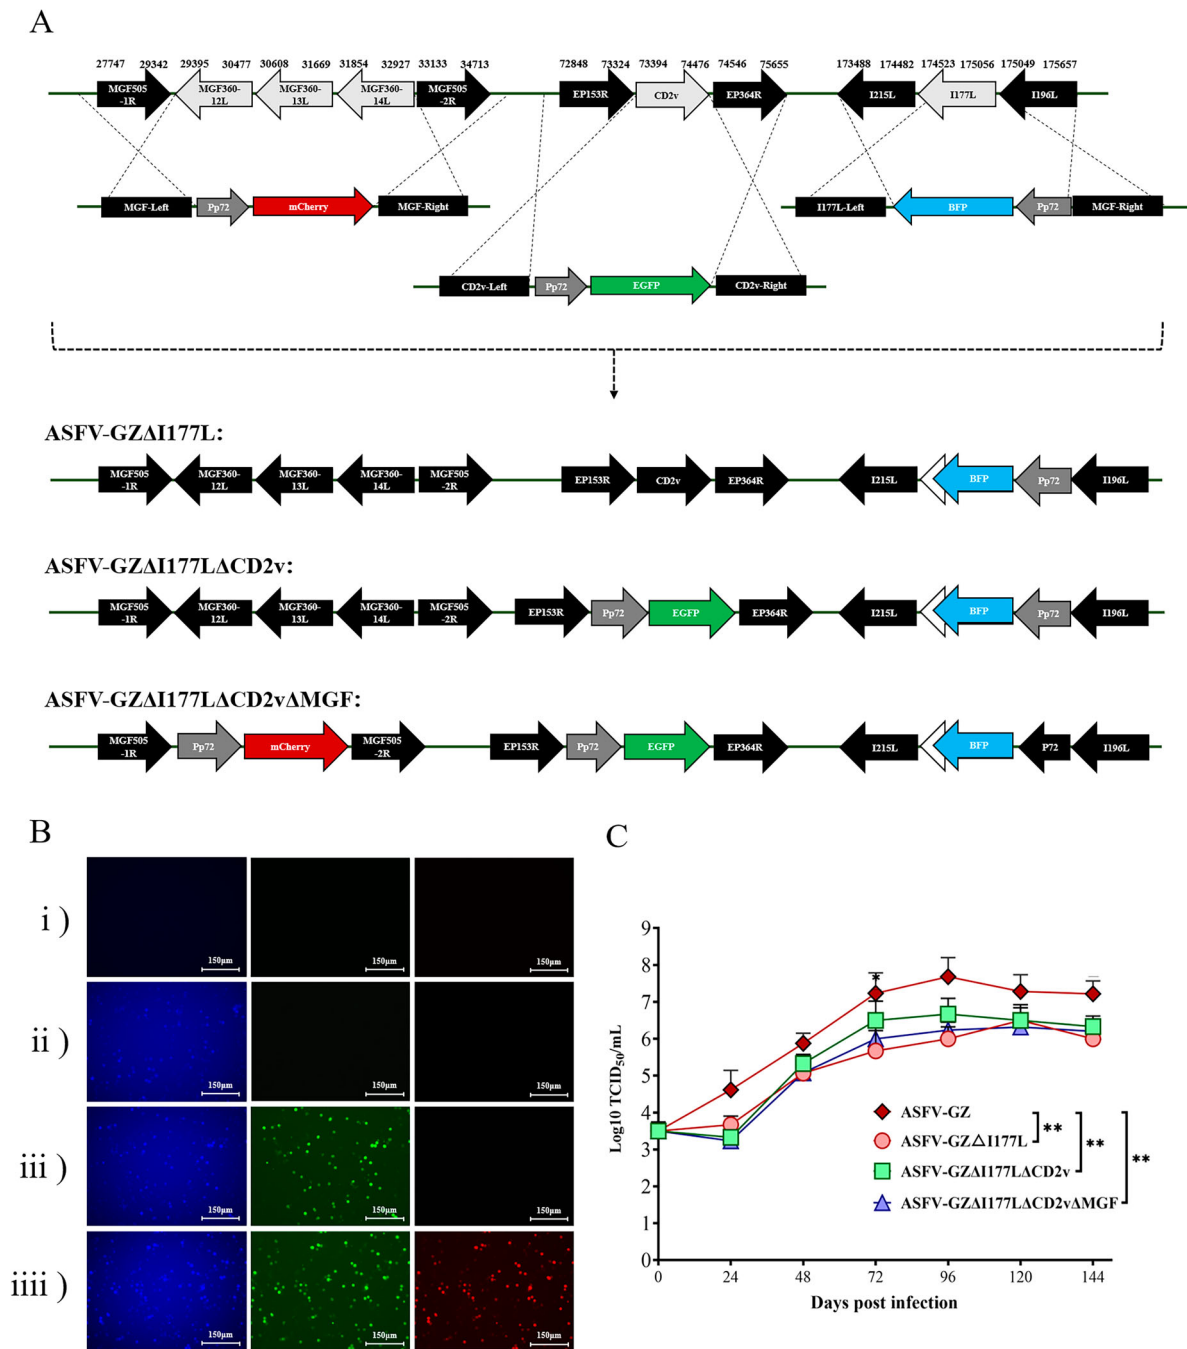 A
27747 29342 29395 30477 30608 31669 31854 32927 33133 34713 72848 73324 73394 74476 74546 75655 173488 174482 174523 175056 175049 175657
MGF505
-1R
MGF360-
12L
MGF360-
13L
MGF360-
14L
MGF505
-2R
EP153R
CD2v
EP364R
I215L
I177L
I196L
MGF-Left
Pp72
mCherry
MGF-Right
I177L-Left
BFP
Pp72
MGF-Right
CD2v-Left
Pp72
EGFP
CD2v-Right
ASFV-GZΔI177L:
MGF505
-1R
MGF360-
12L
MGF360-
13L
MGF360-
14L
MGF505
-2R
EP153R
CD2v
EP364R
I215L
BFP
Pp72
I196L
ASFV-GZΔI177LΔCD2v:
MGF505
-1R
MGF360-
12L
MGF360-
13L
MGF360-
14L
MGF505
-2R
EP153R
Pp72
EGFP
EP364R
I215L
BFP
Pp72
I196L
ASFV-GZΔI177LΔCD2vΔMGF:
MGF505
-1R
Pp72
mCherry
MGF505
-2R
EP153R
Pp72
EGFP
EP364R
I215L
BFP
P72
I196L
B
i )
150μm
150μm
150μm
ii )
150μm
150μm
150μm
iii )
150μm
150μm
150μm
iiii )
150μm
150μm
150μm
C
Log10 TCID50/mL
9
8
7
6
5
4
3
2
1
0
*
ASFV-GZ
ASFV-GZ△I177L
ASFV-GZΔI177LΔCD2v
ASFV-GZΔI177LΔCD2vΔMGF
**
**
**
0 24 48 72 96 120 144
Days post infection